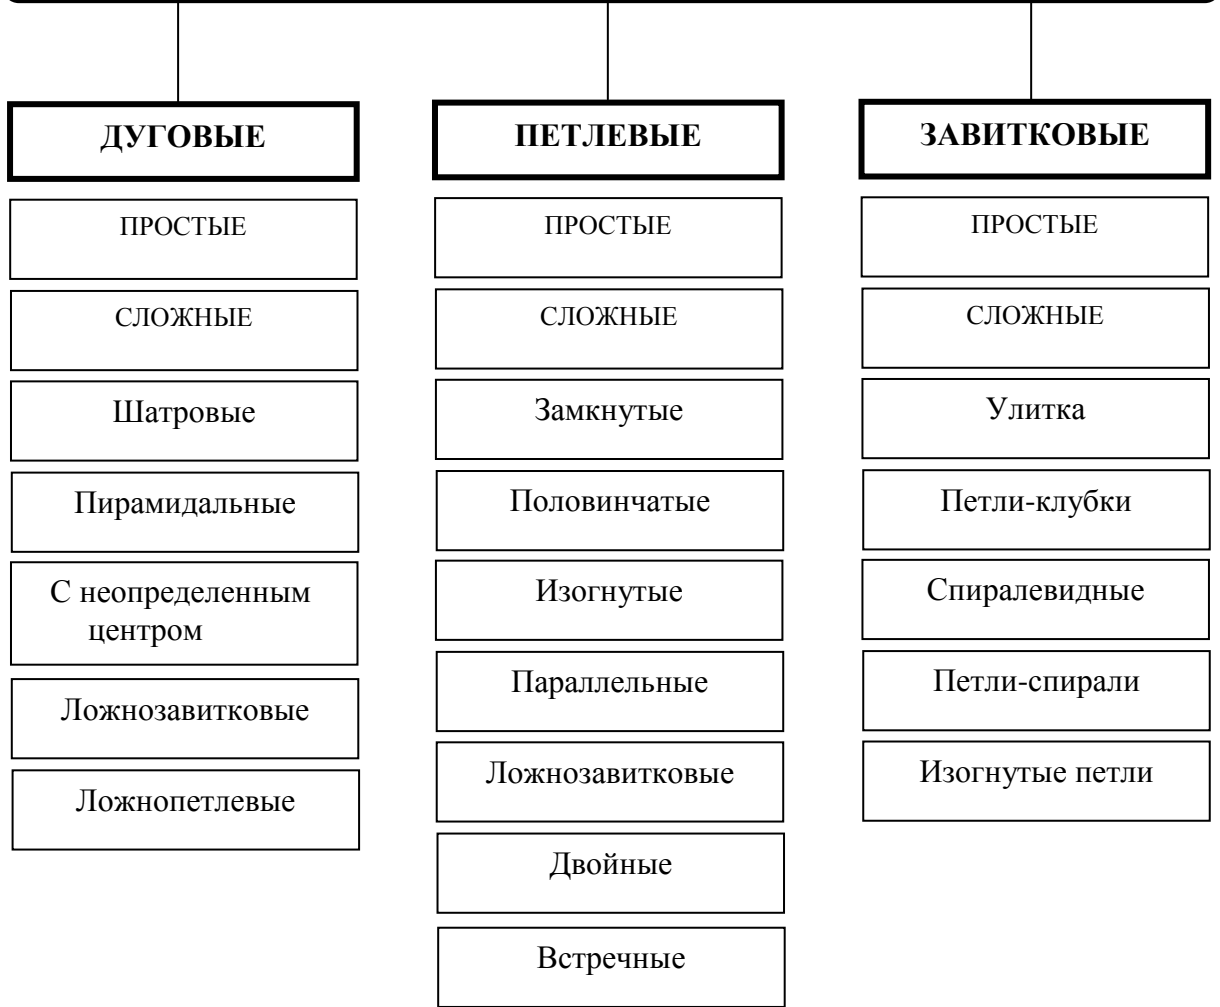 ДУГОВЫЕ
ПРОСТЫЕ
СЛОЖНЫЕ
Шатровые
Пирамидальные
С неопределенным
центром
Ложнозавитковые
Ложнопетлевые
ПЕТЛЕВЫЕ
ПРОСТЫЕ
СЛОЖНЫЕ
Замкнутые
Половинчатые
Изогнутые
Параллельные
Ложнозавитковые
Двойные
Встречные
ЗАВИТКОВЫЕ
ПРОСТЫЕ
СЛОЖНЫЕ
Улитка
Петли-клубки
Спиралевидные
Петли-спирали
Изогнутые петли